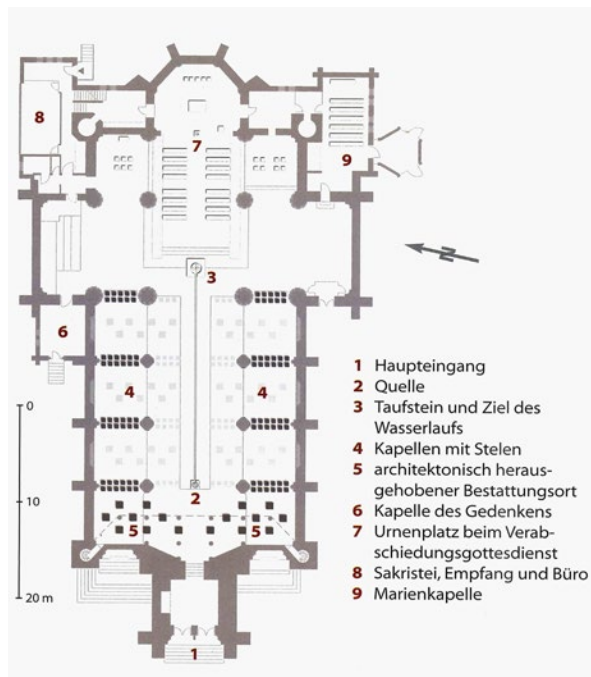 8
7
9
N
3
6
4
4
2
5
5
1
0
10
20 m
1 Haupteingang
2 Quelle
3 Taufstein und Ziel des
Wasserlaufs
4 Kapellen mit Stelen
5 architektonisch heraus-
gehobener Bestattungsort
6 Kapelle des Gedenkens
7 Urnenplatz beim Verab-
schiedungsgottesdienst
8 Sakristei, Empfang und Büro
9 Marienkapelle